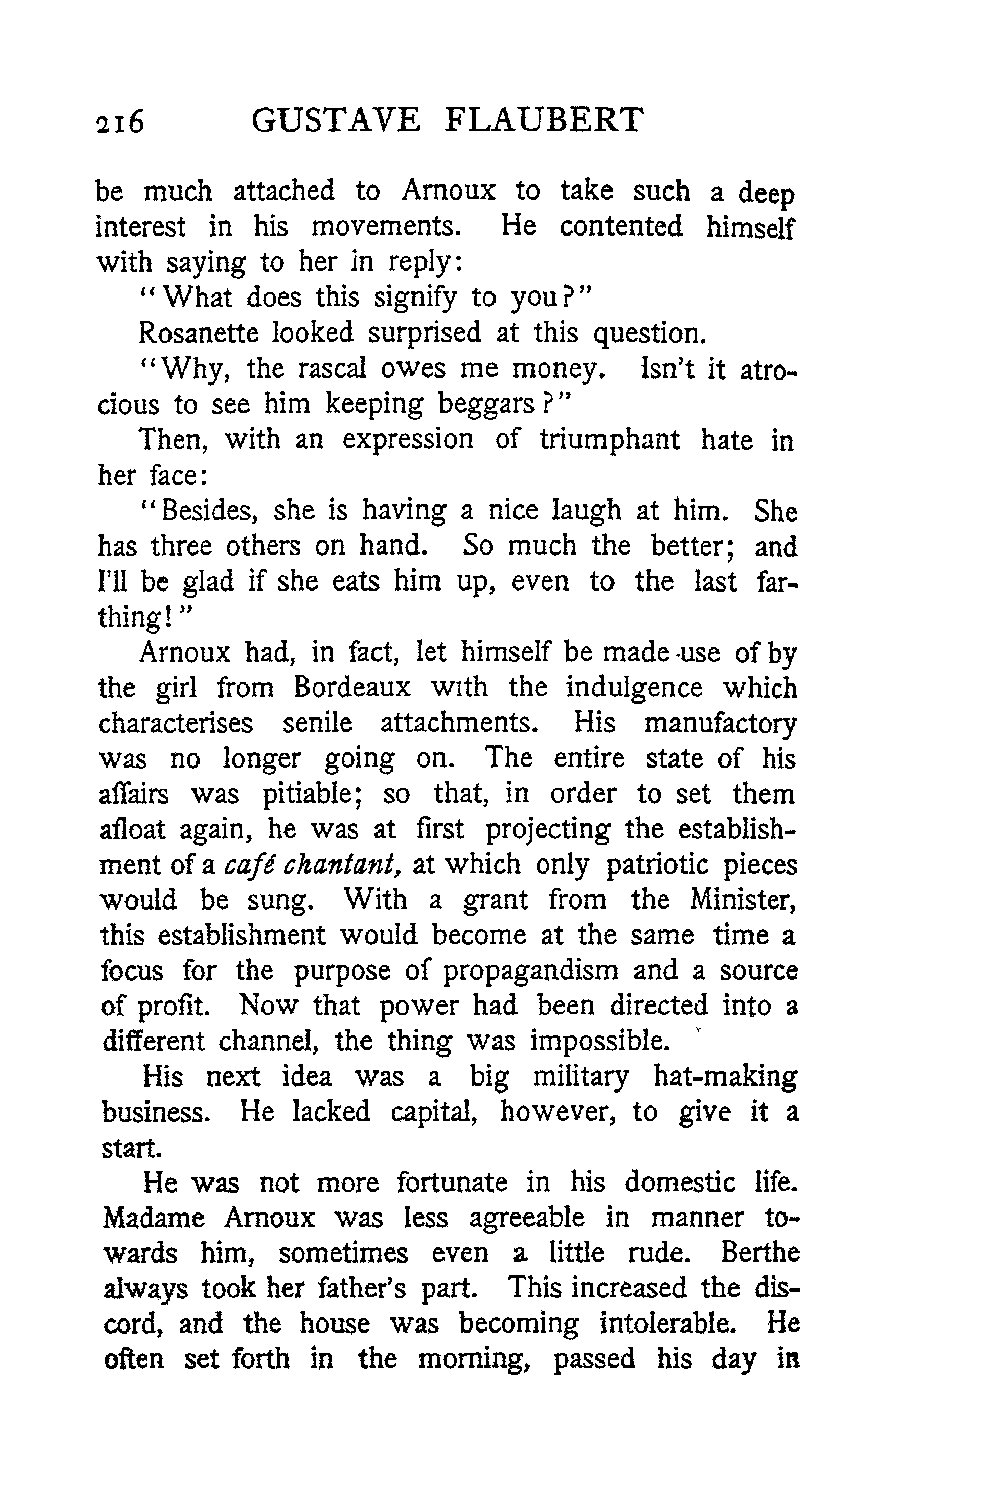 216 GUSTAVE FLAUBERT
be much attached to Arnoux to take such a deep
interest in his movements. He contented himself
with saying to her in reply:
"What does this signify to you?"
Rosanette looked surprised at this question.
"Why, the rascal owes me money. Isn't it atro-
cious to see him keeping beggars?"
Then, with an expression of triumphant hate in
her face:
"Besides, she is having a nice laugh at him. She
has three others on hand. So much the better; and
I'll be glad if she eats him up, even to the last far-
thing!"
Arnoux had, in fact, let himself be made use of by
the girl from Bordeaux with the indulgence which
characterises senile attachments. His manufactory
was no longer going on. The entire state of his
affairs was pitiable; so that, in order to set them
afloat again, he was at first projecting the establish-
ment of a café chantant, at which only patriotic pieces
would be sung. With a grant from the Minister,
this establishment would become at the same time a
focus for the purpose of propagandism and a source
of profit. Now that power had been directed into a
different channel, the thing was impossible.
His next idea was a big military hat-making
business. He lacked capital, however, to give it a
start.
He was not more fortunate in his domestic life.
Madame Arnoux was less agreeable in manner to-
wards him, sometimes even a little rude. Berthe
always took her father's part. This increased the dis-
cord, and the house was becoming intolerable. He
often set forth in the morning, passed his day in